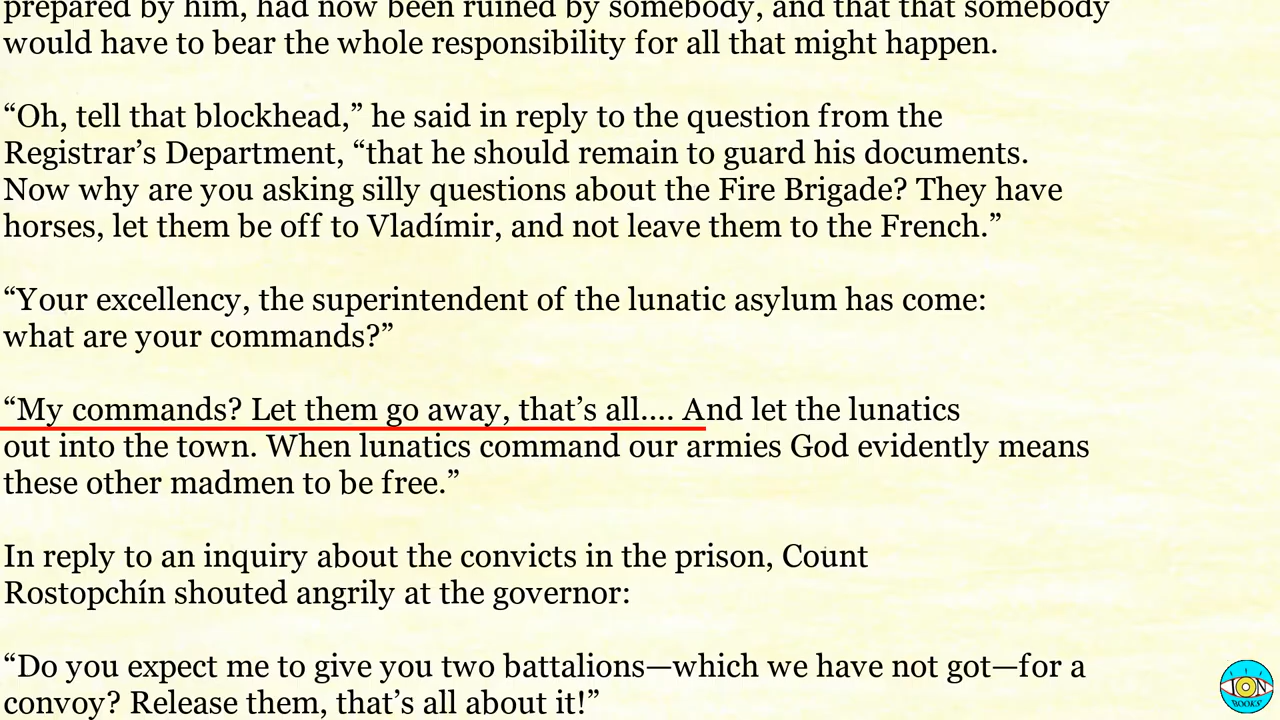 prepared by him, had now been ruined by somebody, and that that somebody
would have to bear the whole responsibility for all that might happen.
“Oh, tell that blockhead,” he said in reply to the question from the
Registrar’s Department, “that he should remain to guard his documents.
Now why are you asking silly questions about the Fire Brigade? They have
horses, let them be off to Vladímir, and not leave them to the French.”
“Your excellency, the superintendent of the lunatic asylum has come:
what are your commands?”
“My commands? Let them go away, that’s all.... And let the lunatics
out into the town. When lunatics command our armies God evidently means
these other madmen to be free.”
In reply to an inquiry about the convicts in the prison, Count
Rostopchín shouted angrily at the governor:
“Do you expect me to give you two battalions—which we have not got—for a
convoy? Release them, that’s all about it!”
ION
BOOKS